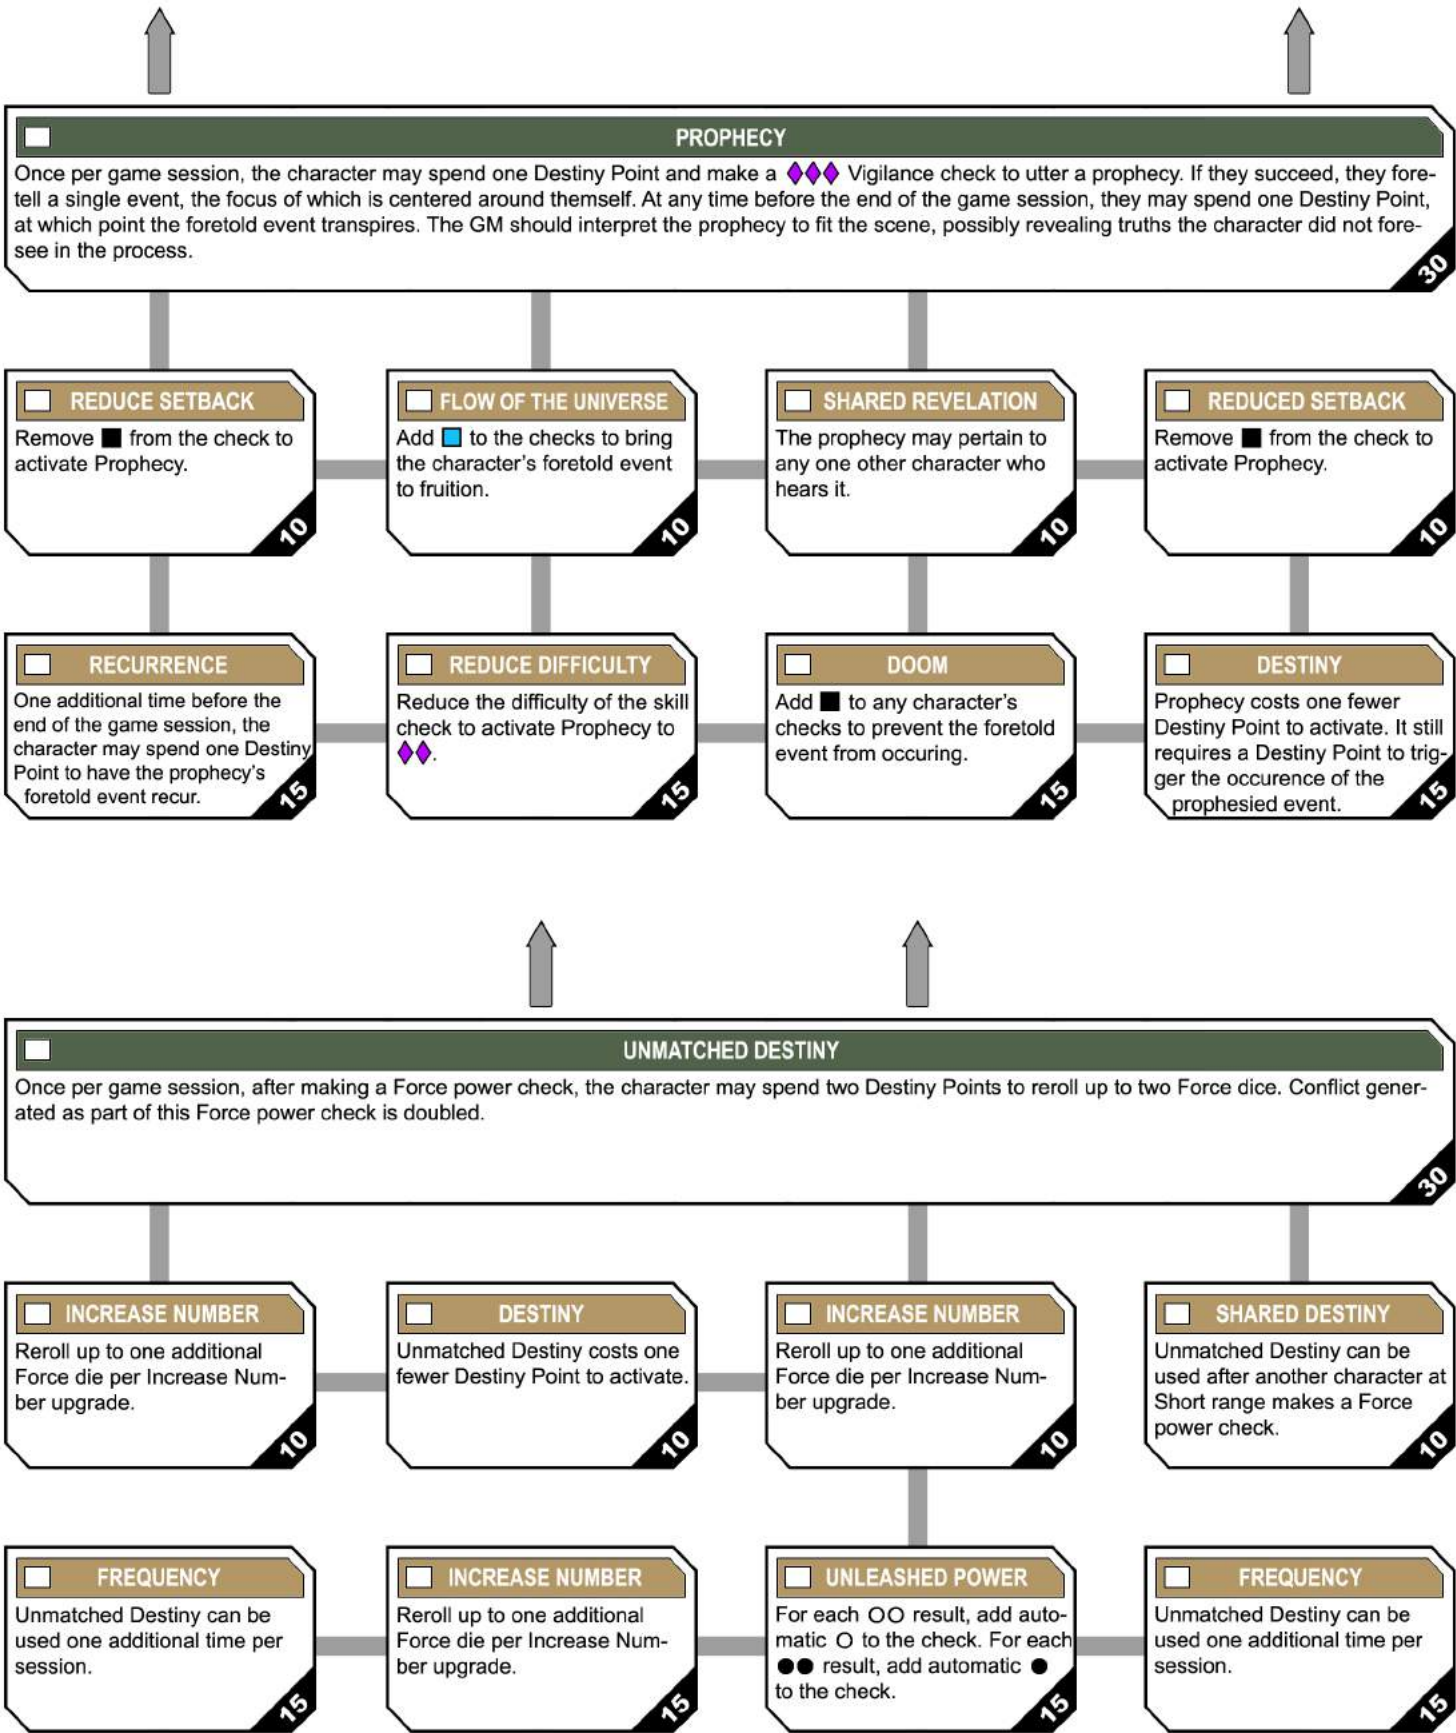 PROPHECY
Once per game session, the character may spend one Destiny Point and make a ♦♦♦ Vigilance check to utter a prophecy. If they succeed, they fore-
tell a single event, the focus of which is centered around themself. At any time before the end of the game session, they may spend one Destiny Point,
at which point the foretold event transpires. The GM should interpret the prophecy to fit the scene, possibly revealing truths the character did not fore-
see in the process.
30
REDUCE SETBACK
Remove ■ from the check to
activate Prophecy.
10
FLOW OF THE UNIVERSE
Add ■ to the checks to bring
the character's foretold event
to fruition.
10
SHARED REVELATION
The prophecy may pertain to
any one other character who
hears it.
10
REDUCED SETBACK
Remove ■ from the check to
activate Prophecy.
10
RECURRENCE
One additional time before the
end of the game session, the
character may spend one Destiny
Point to have the prophecy's
foretold event recur.
15
REDUCE DIFFICULTY
Reduce the difficulty of the skill
check to activate Prophecy to
♦♦.
15
DOOM
Add ■ to any character's
checks to prevent the foretold
event from occuring.
15
DESTINY
Prophecy costs one fewer
Destiny Point to activate. It still
requires a Destiny Point to trig-
ger the occurence of the
prophesied event.
15
UNMATCHED DESTINY
Once per game session, after making a Force power check, the character may spend two Destiny Points to reroll up to two Force dice. Conflict gener-
ated as part of this Force power check is doubled.
30
INCREASE NUMBER
Reroll up to one additional
Force die per Increase Num-
ber upgrade.
10
DESTINY
Unmatched Destiny costs one
fewer Destiny Point to activate.
10
INCREASE NUMBER
Reroll up to one additional
Force die per Increase Num-
ber upgrade.
10
SHARED DESTINY
Unmatched Destiny can be
used after another character at
Short range makes a Force
power check.
10
FREQUENCY
Unmatched Destiny can be
used one additional time per
session.
15
INCREASE NUMBER
Reroll up to one additional
Force die per Increase Num-
ber upgrade.
15
UNLEASHED POWER
For each ○○ result, add auto-
matic ○ to the check. For each
●● result, add automatic ●
to the check.
15
FREQUENCY
Unmatched Destiny can be
used one additional time per
session.
15